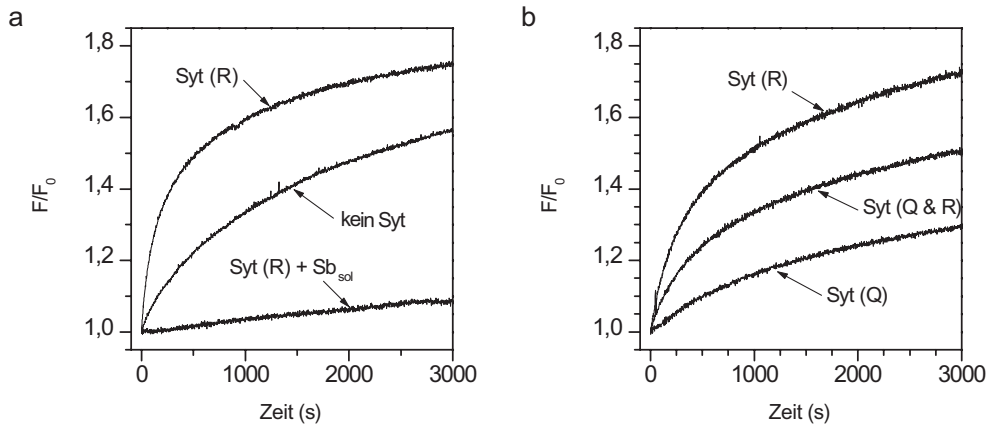 a
1,8
1,6
1,4
1,2
1,0
F/F0
Syt (R)
kein Syt
Syt (R) + Sbsol
0 1000 2000 3000
Zeit (s)
b
1,8
1,6
1,4
1,2
1,0
F/F0
Syt (R)
Syt (Q & R)
Syt (Q)
0 1000 2000 3000
Zeit (s)